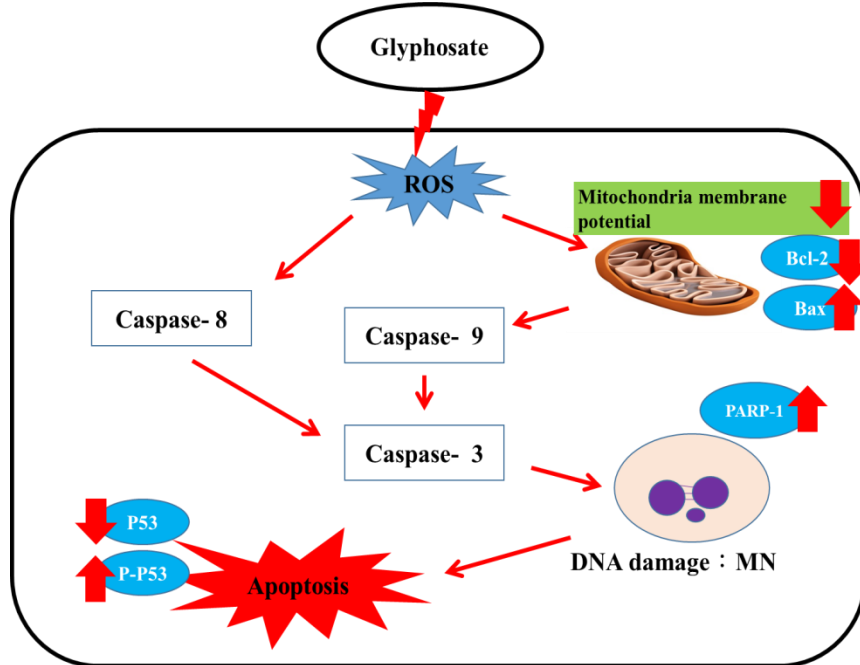 Glyphosate
ROS
Mitochondria membrane
potential
Bcl-2
Bax
Caspase- 8
Caspase- 9
Caspase- 3
PARP-1
DNA damage：MN
P53
P-P53
Apoptosis